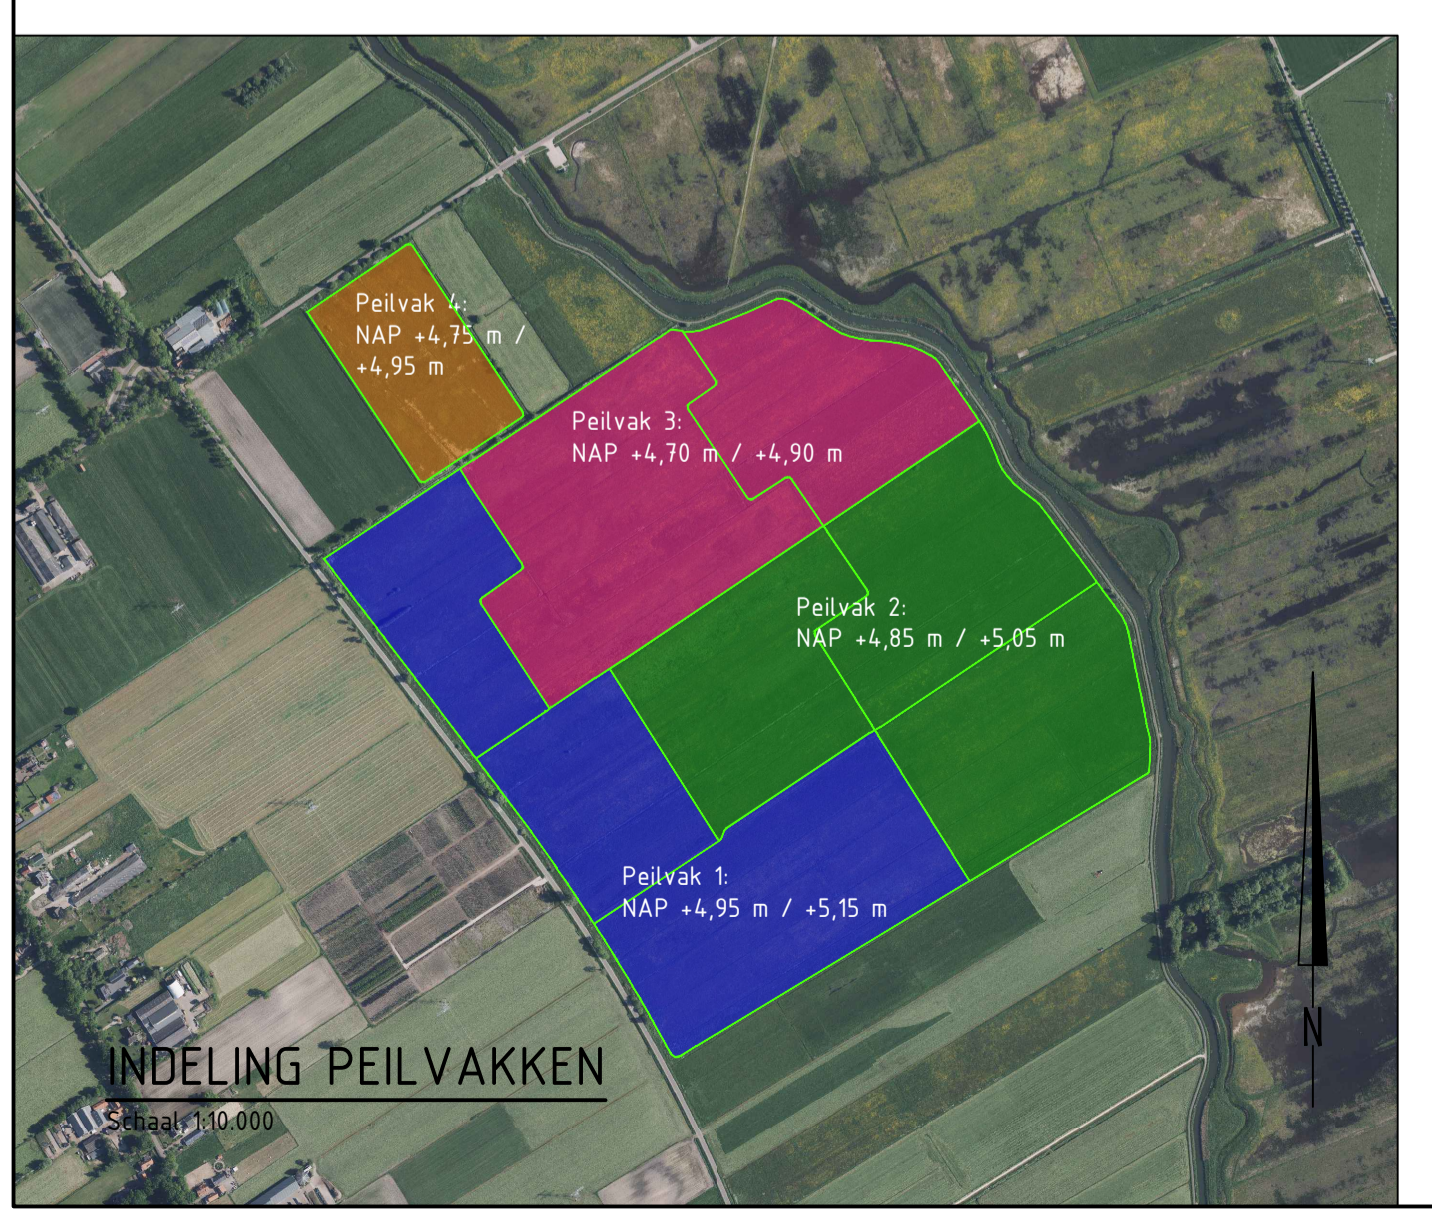 Peilvak 4:
NAP +4,75 m /
+4,95 m
Peilvak 3:
NAP +4,70 m / +4,90 m
Peilvak 2:
NAP +4,85 m / +5,05 m
Peilvak 1:
NAP +4,95 m / +5,15 m
N
INDELING PEILVAKKEN
Schaal 1:10.000